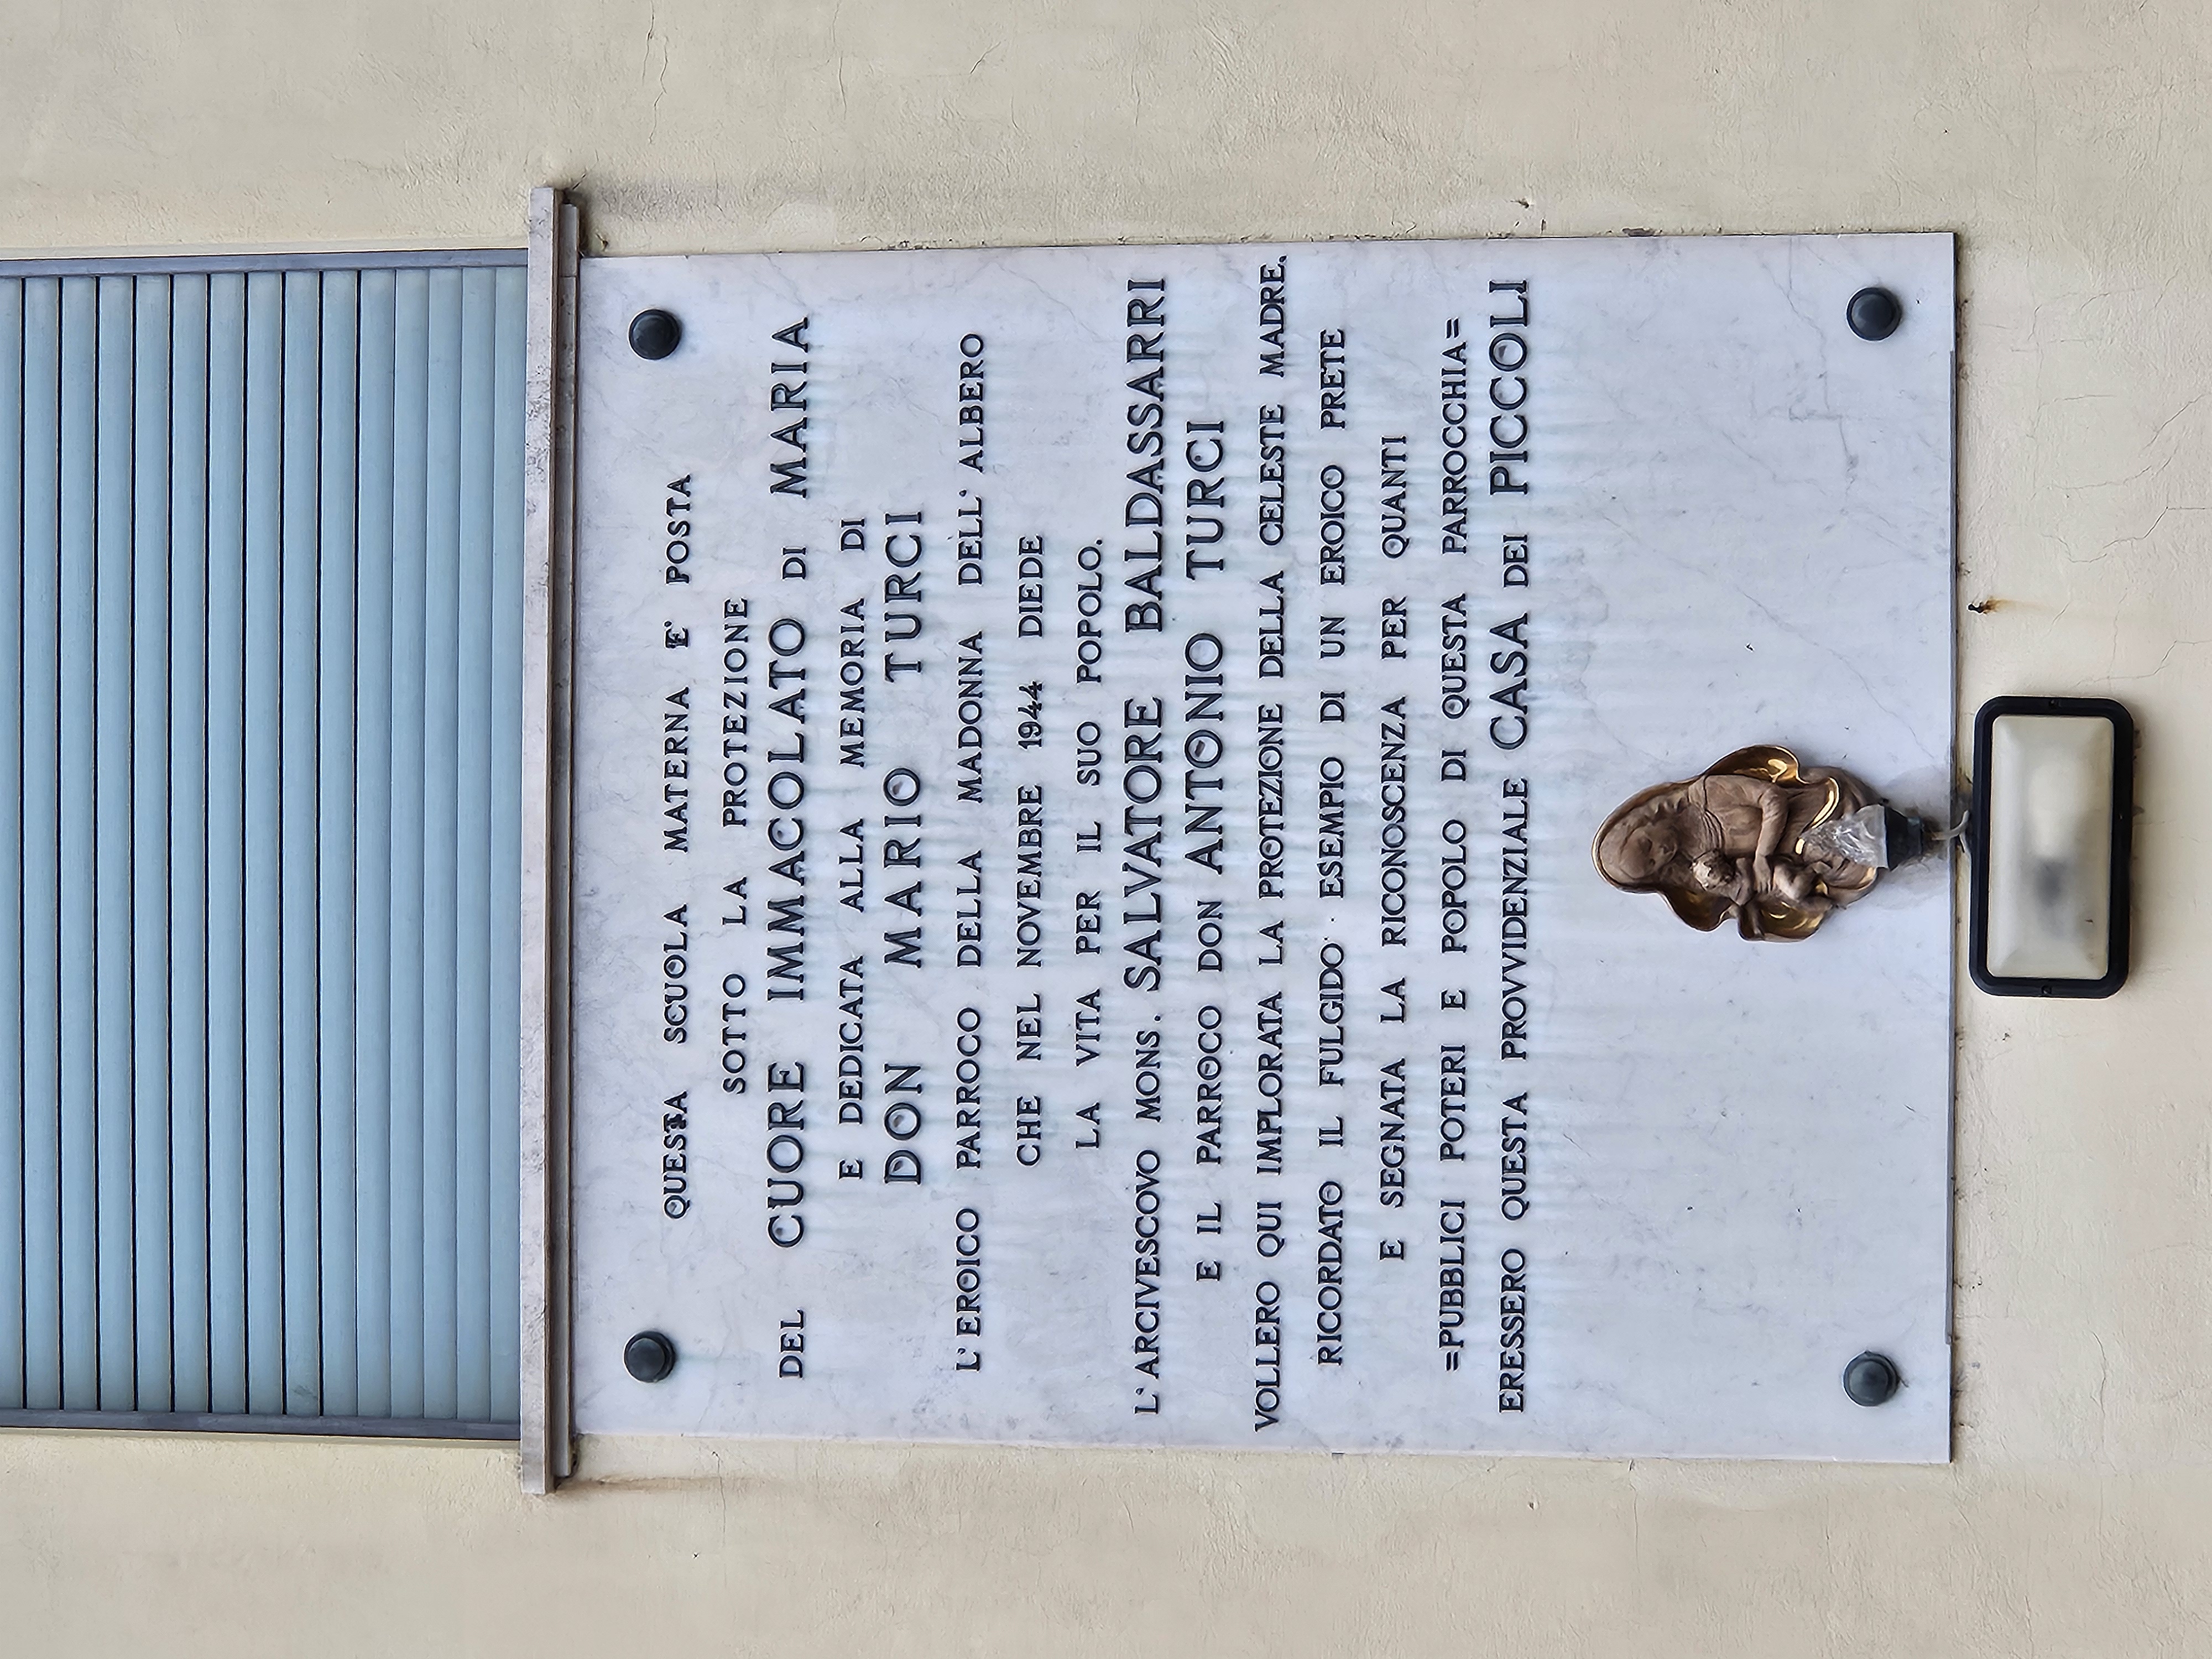 QUESTA SCUOLA MATERNA E' POSTA
SOTTO LA PROTEZIONE
DEL CUORE IMMACOLATO DI MARIA
E DEDICATA ALLA MEMORIA DI
DON MARIO TURCI
L'EROICO PARROCO DELLA MADONNA DELL'ALBERO
CHE NEL NOVEMBRE 1944 DIEDE
LA VITA PER IL SUO POPOLO.
L'ARCIVESCOVO MONS. SALVATORE BALDASSARRI
E IL PARROCO DON ANTONIO TURCI
VOLLERO QUI IMPLORATA LA PROTEZIONE DELLA CELESTE MADRE.
RICORDATO IL FULGIDO · ESEMPIO DI UN EROICO PRETE
E SEGNATA LA RICONOSCENZA PER QUANTI
=PUBBLICI POTERI E POPOLO DI QUESTA PARROCCHIA=
ERESSERO QUESTA PROVVIDENZIALE CASA DEI PICCOLI